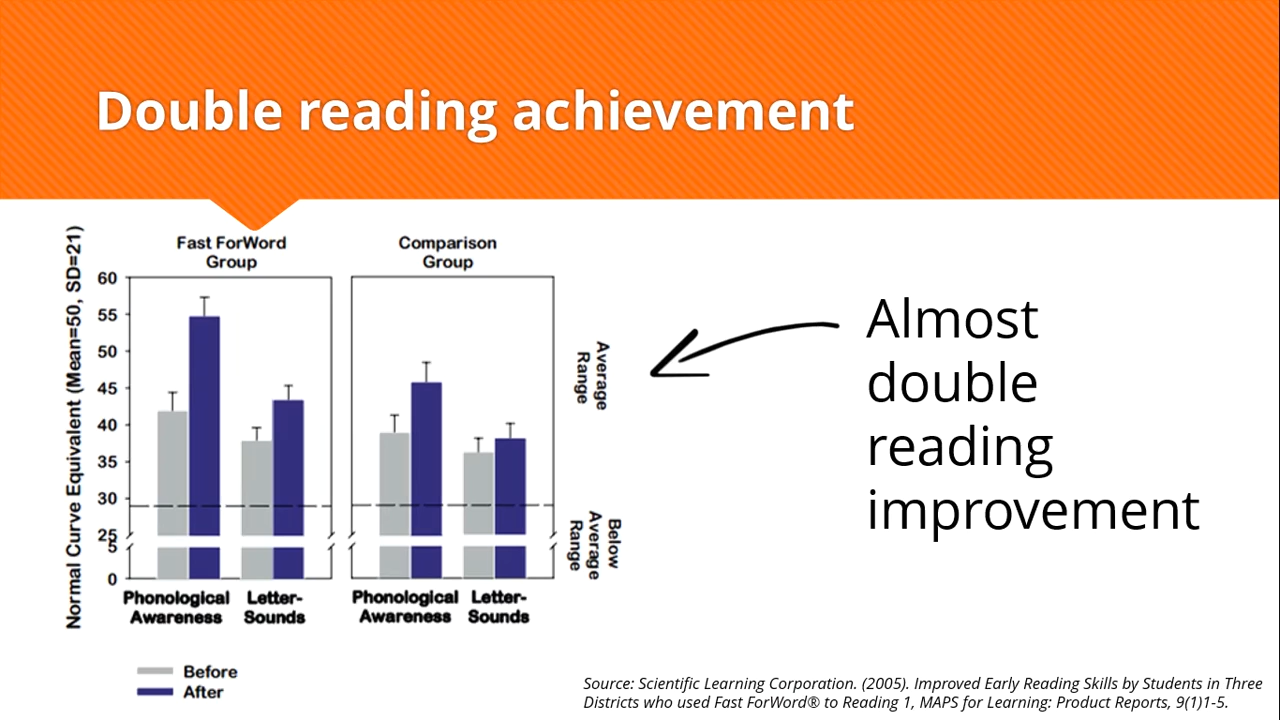 Double reading achievement
Normal Curve Equivalent (Mean=50, SD=21)
Fast ForWord
Group
Comparison
Group
60
55
50
45
40
35
30
25
5
0
Average
Range
Below
Average
Range
Phonological
Awareness
Letter-
Sounds
Phonological
Awareness
Letter-
Sounds
Before
After
Almost
double
reading
improvement
Source: Scientific Learning Corporation. (2005). Improved Early Reading Skills by Students in Three
Districts who used Fast ForWord® to Reading 1, MAPS for Learning: Product Reports, 9(1)1-5.